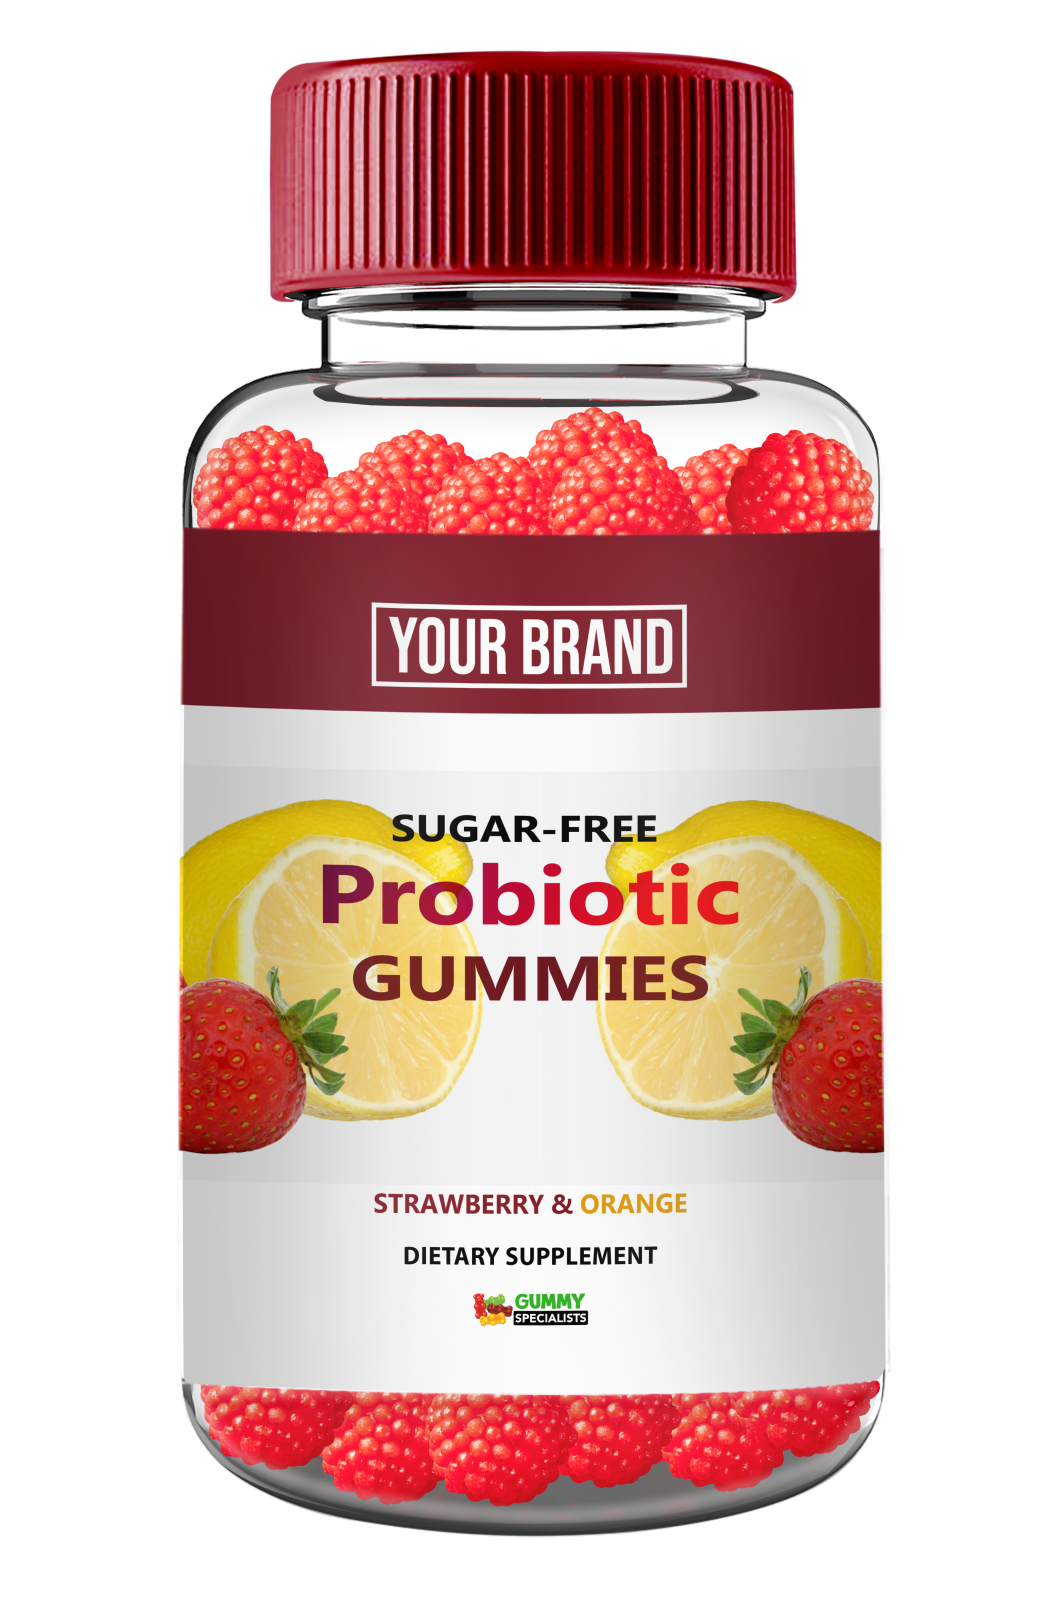 YOUR BRAND
SUGAR-FREE
Probiotic
GUMMIES
STRAWBERRY & ORANGE
DIETARY SUPPLEMENT
GUMMY
SPECIALISTS